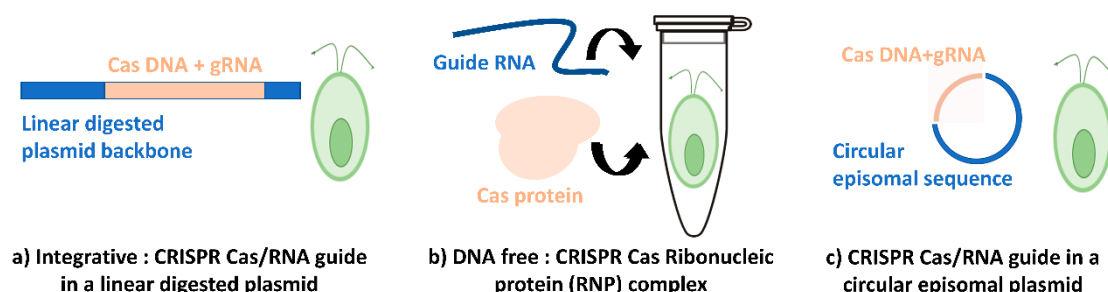 Cas DNA + gRNA
Linear digested
plasmid backbone
a) Integrative : CRISPR Cas/RNA guide
in a linear digested plasmid
Guide RNA
Cas protein
b) DNA free : CRISPR Cas Ribonucleic
protein (RNP) complex
Cas DNA+gRNA
Circular
episomal sequence
c) CRISPR Cas/RNA guide in a
circular episomal plasmid